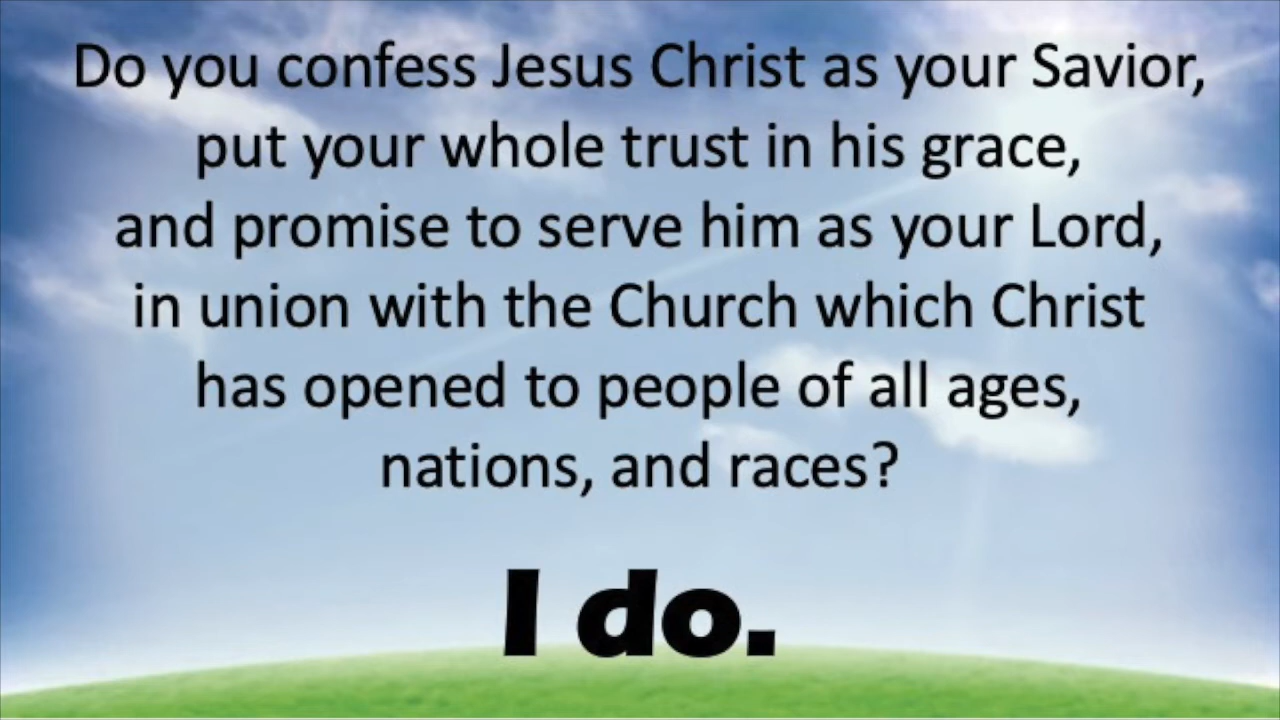 Do you confess Jesus Christ as your Savior,
put your whole trust in his grace,
and promise to serve him as your Lord,
in union with the Church which Christ
has opened to people of all ages,
nations, and races?
I do.